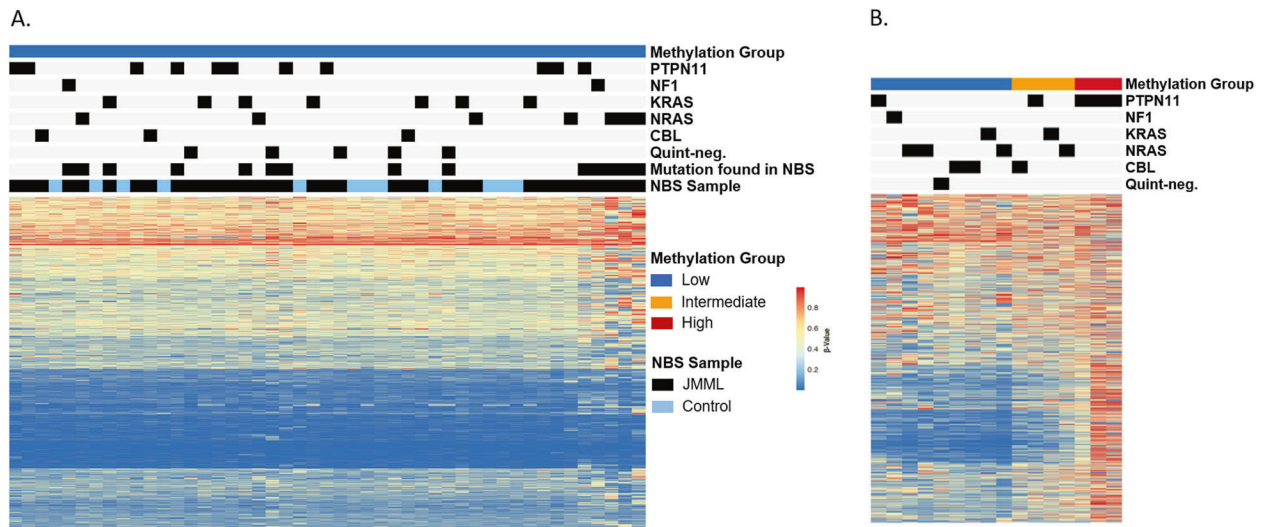 A.
Methylation Group
PTPN11
NF1
KRAS
NRAS
CBL
Quint-neg.
Mutation found in NBS
NBS Sample
Methylation Group
Low
Intermediate
High
0.8
0.6
0.4
0.2
β-Value
NBS Sample
JMML
Control
B.
Methylation Group
PTPN11
NF1
KRAS
NRAS
CBL
Quint-neg.